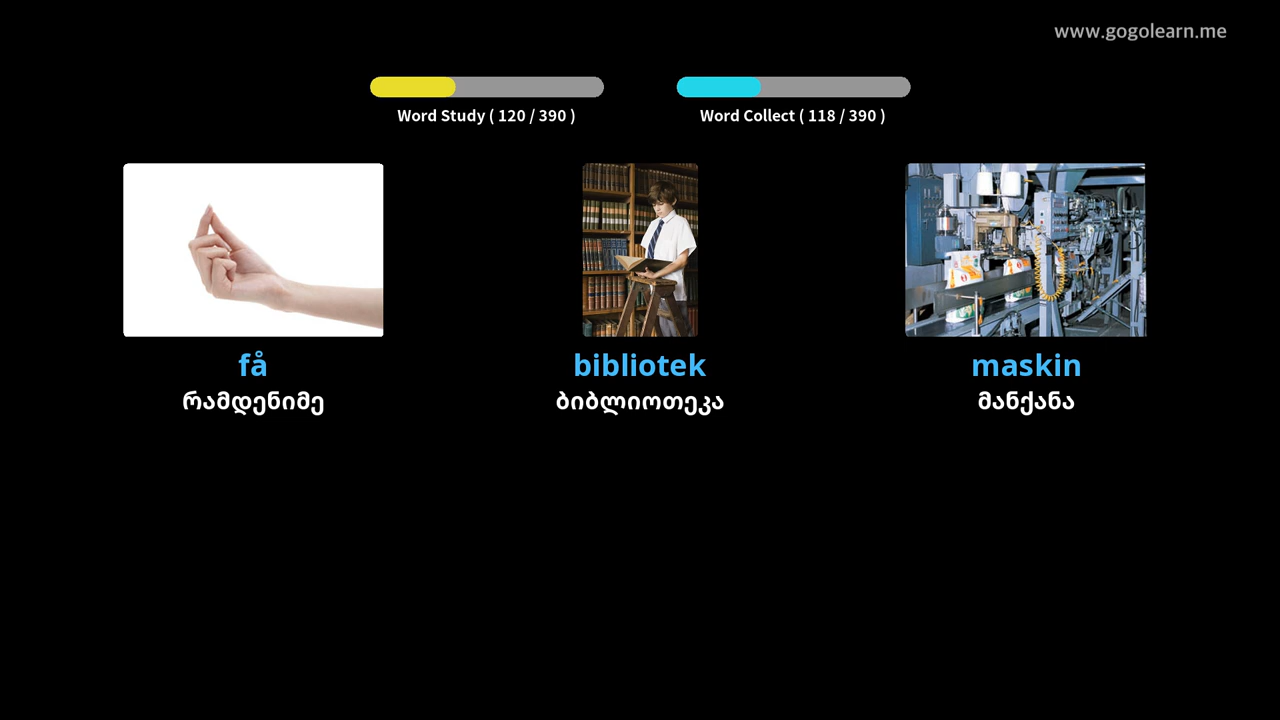 www.gogolearn.me
Word Study ( 120 / 390 )
Word Collect ( 118 / 390 )
få
bibliotek
maskin
რამდენიმე
ბიბლიოთეკა
მანქანა